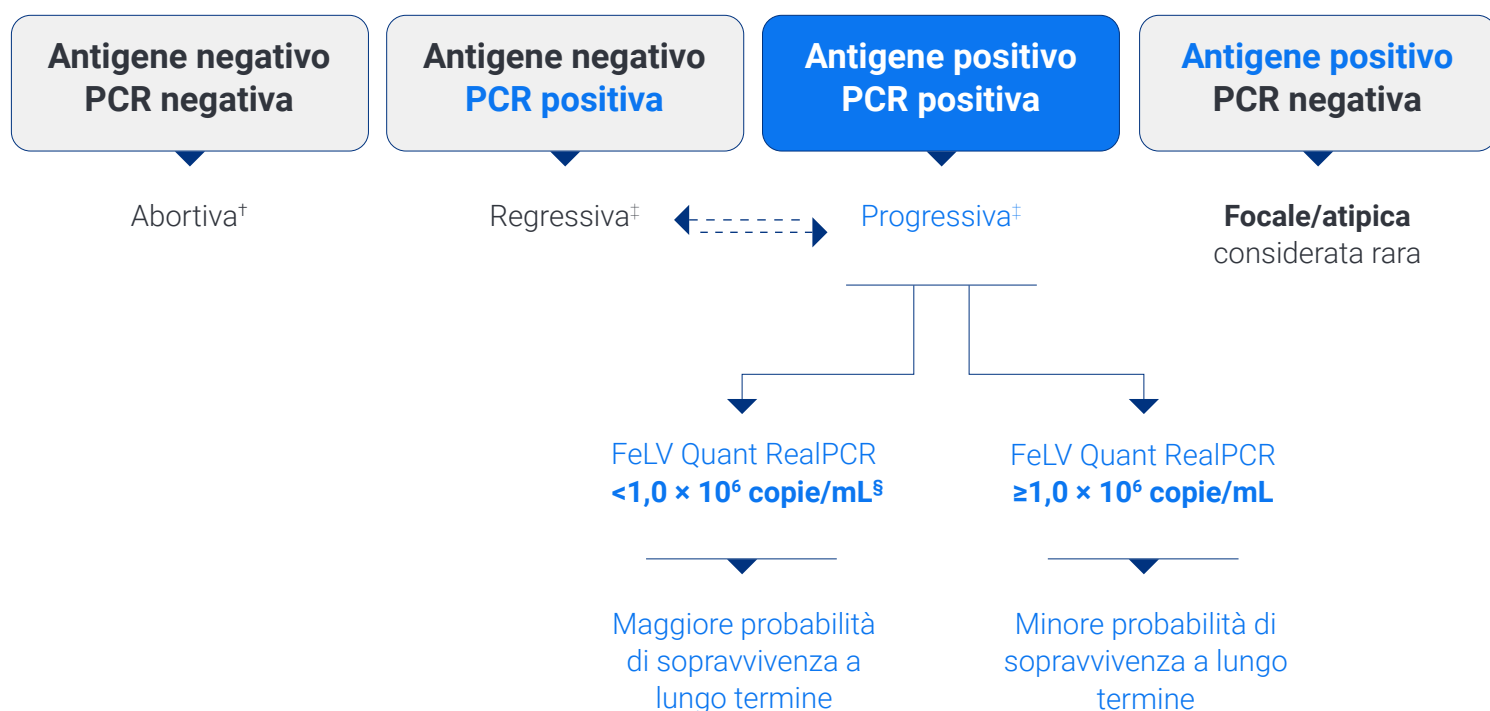 Antigene negativo
PCR negativa
Antigene negativo
PCR positiva
Antigene positivo
PCR positiva
Antigene positivo
PCR negativa
Abortiva†
Regressiva‡
Progressiva‡
Focale/atipica
considerata rara
FeLV Quant RealPCR
<1,0 × 10⁶ copie/mL§
FeLV Quant RealPCR
≥1,0 × 10⁶ copie/mL
Maggiore probabilità
di sopravvivenza a
lungo termine
Minore probabilità di
sopravvivenza a lungo
termine